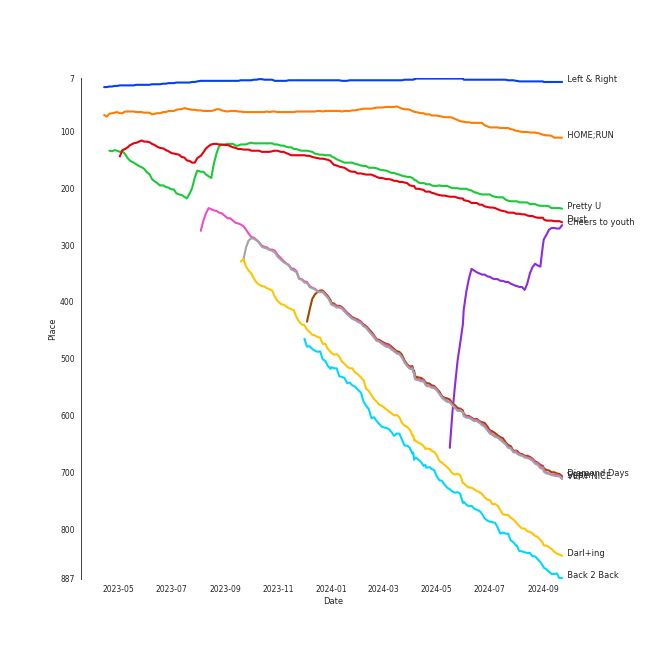 7
100
200
300
400
500
600
700
800
887
Place
2023-05
2023-07
2023-09
2023-11
2024-01
2024-03
2024-05
2024-07
2024-09
Date
Left & Right
HOME;RUN
Pretty U
Cheers to youth
Diamond Days
VERY NICE
Darl+ing
Back 2 Back